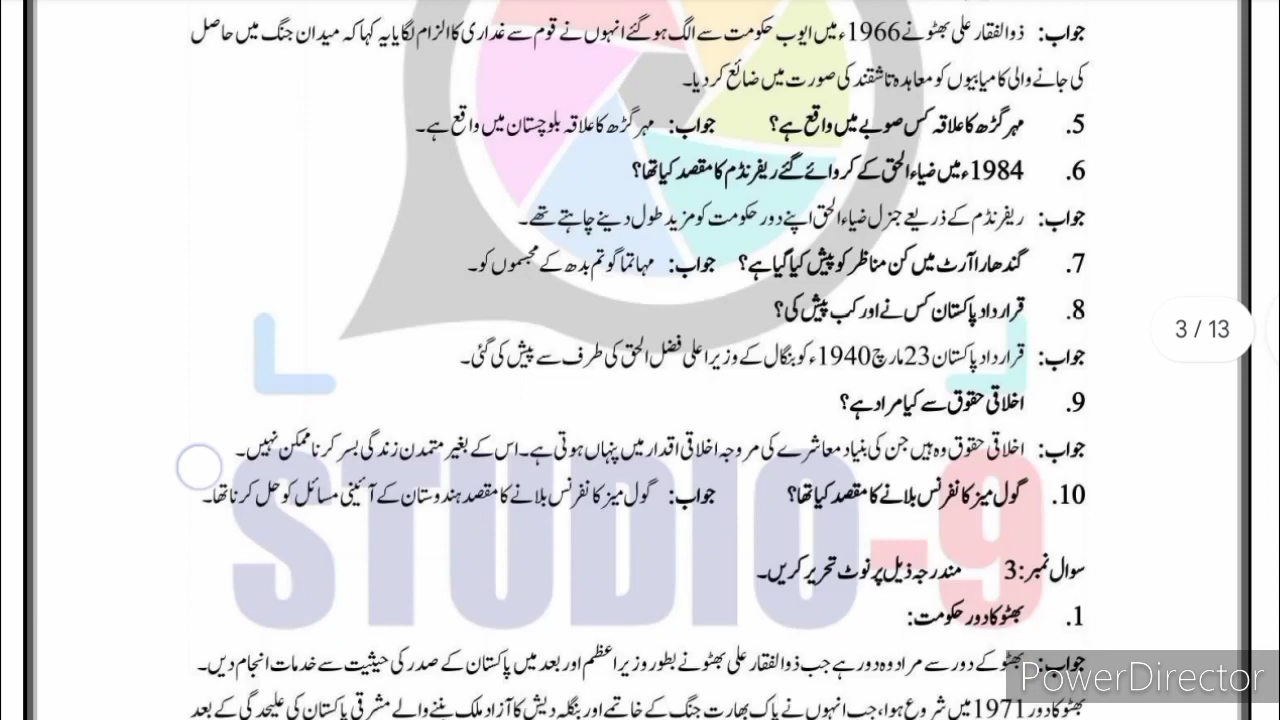 جواب: ذوالفقار علی بھٹو نے 1966ء میں ایوب حکومت سے الگ ہو گئے انہوں نے قوم سے غداری کا الزام لگایا یہ کہا کہ میدان جنگ میں حاصل
کی جانے والی کامیابیوں کو معاہدہ تاشقند کی صورت میں ضائع کر دیا۔
5. مہر گڑھ کا علاقہ کس صوبے میں واقع ہے؟ جواب: مہر گڑھ کا علاقہ بلوچستان میں واقع ہے۔
6. 1984ء میں ضیاء الحق کے کروائے گئے ریفرنڈم کا مقصد کیا تھا؟
جواب: ریفرنڈم کے ذریعے جنرل ضیاء الحق اپنے دور حکومت کو مزید طول دینے چاہتے تھے۔
7. گندھارا آرٹ میں کن مناظر کو پیش کیا گیا ہے؟ جواب: مہاتما گوتم بدھ کے مجسموں کو۔
8. قرارداد پاکستان کس نے اور کب پیش کی؟
جواب: قرارداد پاکستان 23 مارچ 1940ء کو بنگال کے وزیر اعلی فضل الحق کی طرف سے پیش کی گئی۔
3 / 13
9. اخلاقی حقوق سے کیا مراد ہے؟
جواب: اخلاقی حقوق وہ ہیں جن کی بنیاد معاشرے کی مروجہ اخلاقی اقدار میں پنہاں ہوتی ہے۔ اس کے بغیر متمدن زندگی بسر کرنا ممکن نہیں۔
10. گول میز کانفرنس بلانے کا مقصد کیا تھا؟ جواب: گول میز کانفرنس بلانے کا مقصد ہندوستان کے آئینی مسائل کو حل کرنا تھا۔
STUDIO-9
سوال نمبر:3 مندرجہ ذیل پر نوٹ تحریر کریں۔
1. بھٹو کا دور حکومت:
جواب: بھٹو کے دور سے مراد وہ دور ہے جب ذوالفقار علی بھٹو نے بطور وزیر اعظم اور بعد میں پاکستان کے صدر کی حیثیت سے خدمات انجام دیں۔
بھٹو کا دور 1971 میں شروع ہوا، جب انہوں نے پاک بھارت جنگ کے خاتمے اور بنگلہ دیش کا آزاد ملک بننے والے مشرقی پاکستان کی علیحدگی کے بعد
PowerDirector